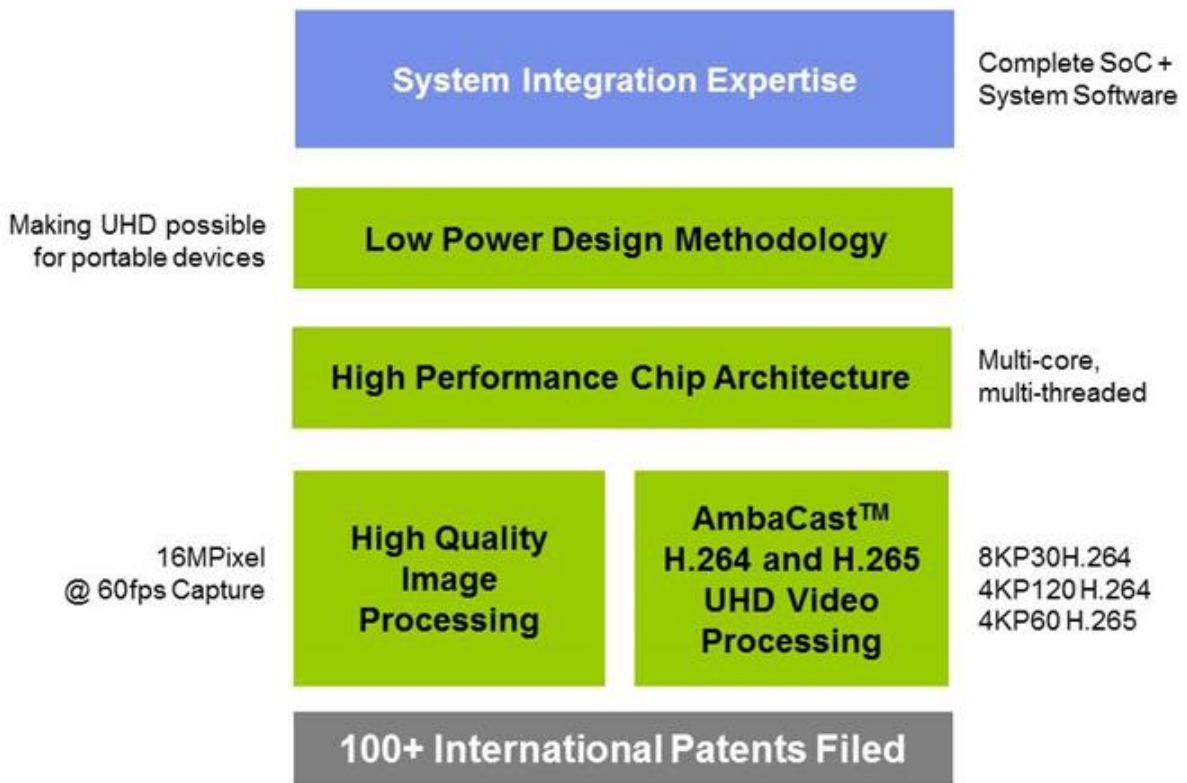 System Integration Expertise
Complete SoC +
System Software
Making UHD possible
for portable devices
Low Power Design Methodology
High Performance Chip Architecture
Multi-core,
multi-threaded
16MPixel
@ 60fps Capture
High Quality
Image
Processing
AmbaCast™
H.264 and H.265
UHD Video
Processing
8KP30H.264
4KP120 H.264
4KP60 H.265
100+ International Patents Filed